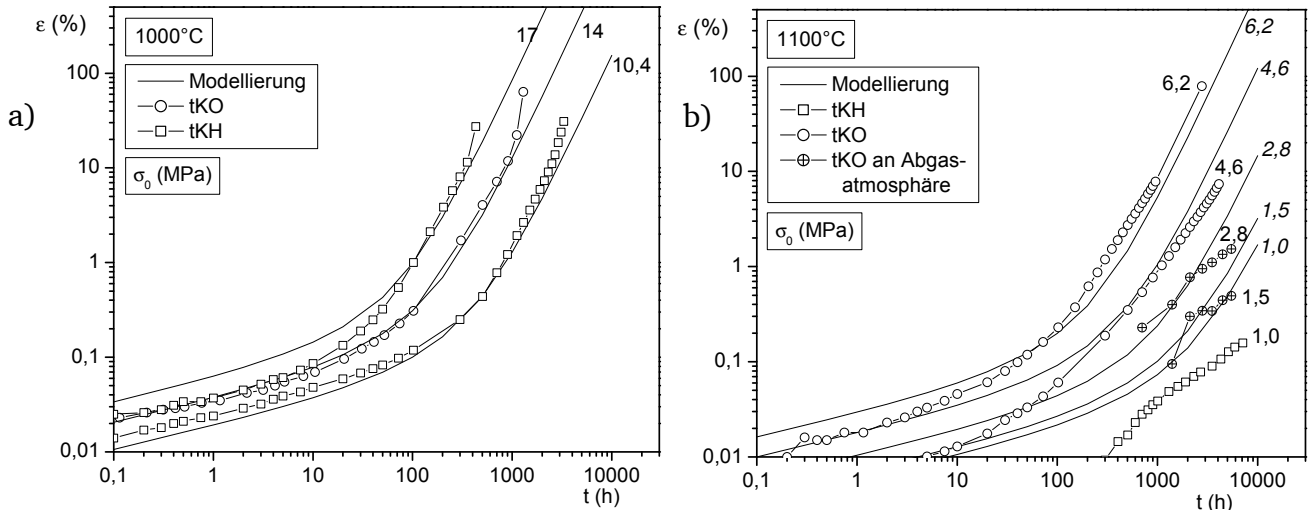 a)
ε (%)
1000°C
Modellierung
tKO
tKH
σ0 (MPa)
17
14
10,4
100
10
1
0,1
0,01
0,1
1
10
100
1000
10000
t (h)
b)
ε (%)
1100°C
Modellierung
tKH
tKO
tKO an Abgas-
atmosphäre
σ0 (MPa)
6,2
6,2
4,6
4,6
2,8
2,8
1,5
1,0
1,5
1,0
100
10
1
0,1
0,01
0,1
1
10
100
1000
10000
t (h)